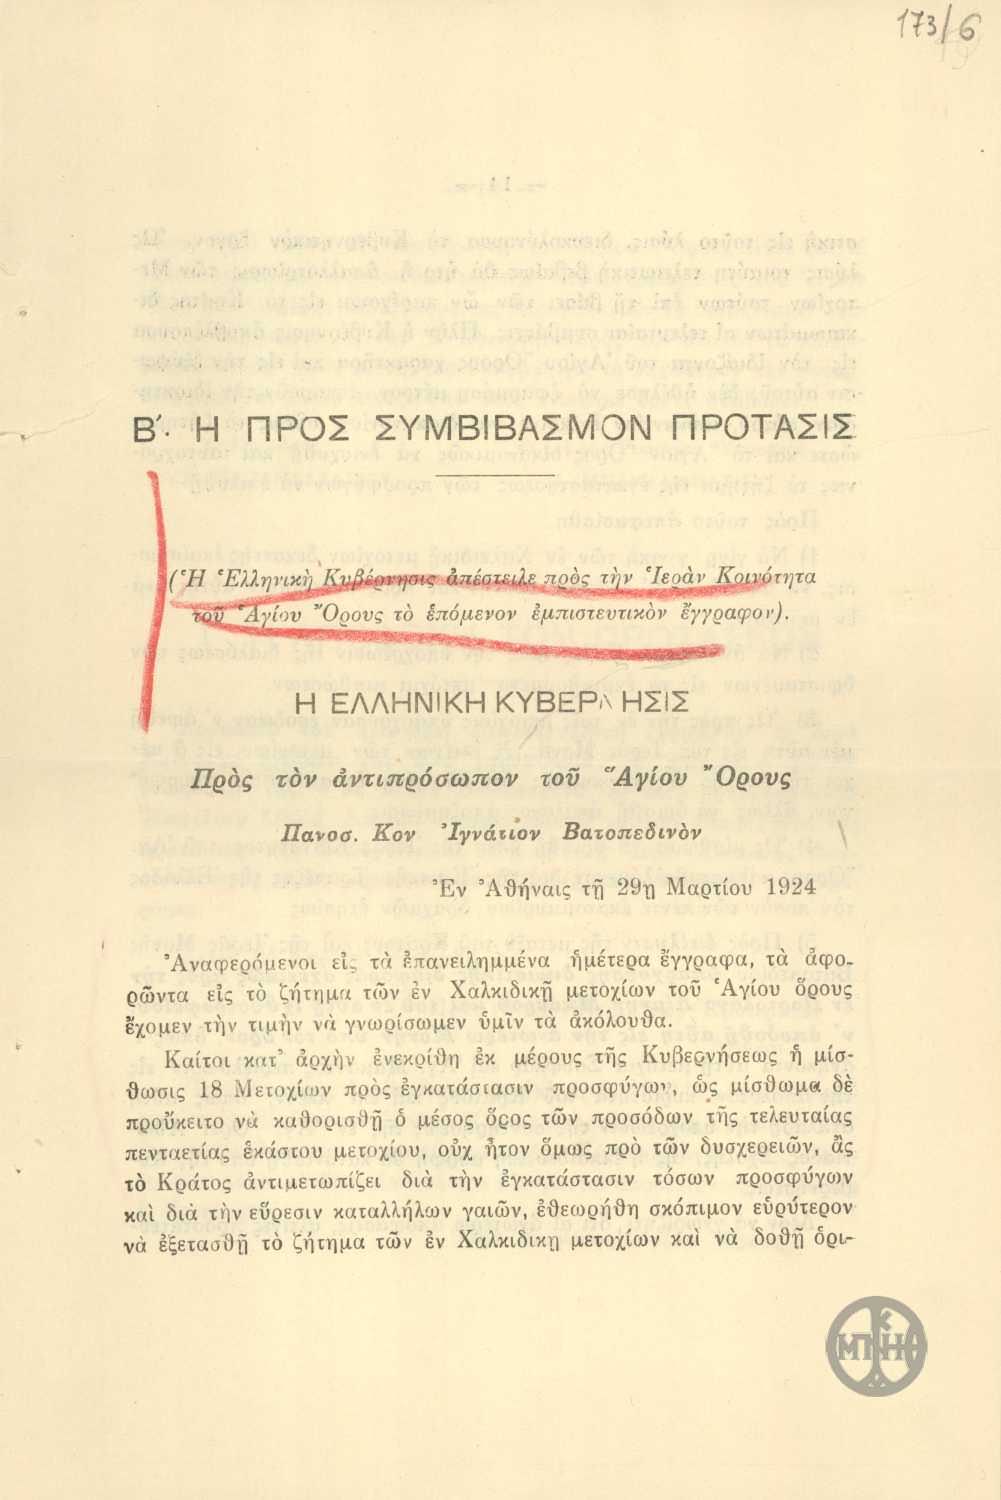 173/6
Β΄. Η ΠΡΟΣ ΣΥΜΒΙΒΑΣΜΟΝ ΠΡΟΤΑΣΙΣ
(Ἡ Ἑλληνικὴ Κυβέρνησις ἀπέστειλε πρὸς τὴν Ἱερὰν Κοινότητα
τοῦ Ἁγίου Ὄρους τὸ ἑπόμενον ἐμπιστευτικὸν ἔγγραφον).
Η ΕΛΛΗΝΙΚΗ ΚΥΒΕΡΝΗΣΙΣ
Πρὸς τὸν ἀντιπρόσωπον τοῦ Ἁγίου Ὄρους
Πανοσ. Κον Ἰγνάτιον Βατοπεδινὸν
Ἐν Ἀθήναις τῇ 29ῃ Μαρτίου 1924
Ἀναφερόμενοι εἰς τὰ ἐπανειλημμένα ἡμέτερα ἔγγραφα, τὰ ἀφο-
ρῶντα εἰς τὸ ζήτημα τῶν ἐν Χαλκιδικῇ μετοχίων τοῦ Ἁγίου ὄρους
ἔχομεν τὴν τιμὴν νὰ γνωρίσωμεν ὑμῖν τὰ ἀκόλουθα.
Καίτοι κατ' ἀρχὴν ἐνεκρίθη ἐκ μέρους τῆς Κυβερνήσεως ἡ μίσ-
θωσις 18 Μετοχίων πρὸς ἐγκατάστασιν προσφύγων, ὡς μίσθωμα δὲ
προὔκειτο νὰ καθορισθῇ ὁ μέσος ὅρος τῶν προσόδων τῆς τελευταίας
πενταετίας ἑκάστου μετοχίου, οὐχ ἧτον ὅμως πρὸ τῶν δυσχερειῶν, ἃς
τὸ Κράτος ἀντιμετωπίζει διὰ τὴν ἐγκατάστασιν τόσων προσφύγων
καὶ διὰ τὴν εὕρεσιν καταλλήλων γαιῶν, ἐθεωρήθη σκόπιμον εὐρύτερον
νὰ ἐξετασθῇ τὸ ζήτημα τῶν ἐν Χαλκιδικῃ μετοχίων καὶ νὰ δοθῇ ὁρι-